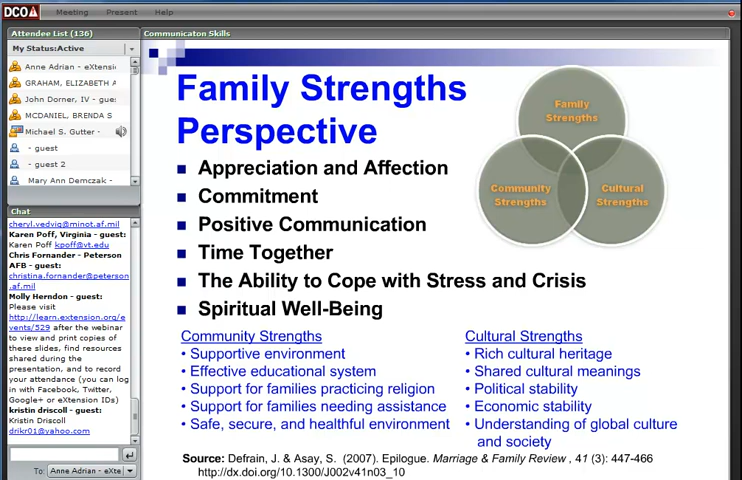 DCO Meeting Present Help
Attendee List (136)
My Status:Active
Anne Adrian - eXtensi
GRAHAM, ELIZABETH A
John Dorner, IV - gue
MCDANIEL, BRENDA S
Michael S. Gutter -
- guest
- guest 2
Mary Ann Demczak -
Chat
cheryl.vedvig@minot.af.mil
Karen Poff, Virginia - guest:
Karen Poff kpoff@vt.edu
Chris Fornander - Peterson
AFB - guest:
christina.fornander@peterson
.af.mil
Molly Herndon - guest:
Please visit
http://learn.extension.org/e
vents/529 after the webinar
to view and print copies of
these slides, find resources
shared during the
presentation, and to record
your attendance (you can log
in with Facebook, Twitter,
Google+ or eXtension IDs)
kristin driscoll - guest:
Kristin Driscoll
drikr01@yahoo.com
To: Anne Adrian - eXte
Communicaton Skills
Family Strengths
Perspective
Appreciation and Affection
Commitment
Positive Communication
Time Together
The Ability to Cope with Stress and Crisis
Spiritual Well-Being
Family
Strengths
Community
Strengths
Cultural
Strengths
Community Strengths
• Supportive environment
• Effective educational system
• Support for families practicing religion
• Support for families needing assistance
• Safe, secure, and healthful environment
Cultural Strengths
• Rich cultural heritage
• Shared cultural meanings
• Political stability
• Economic stability
• Understanding of global culture
and society
Source: Defrain, J. & Asay, S. (2007). Epilogue. Marriage & Family Review , 41 (3): 447-466
http://dx.doi.org/10.1300/J002v41n03_10